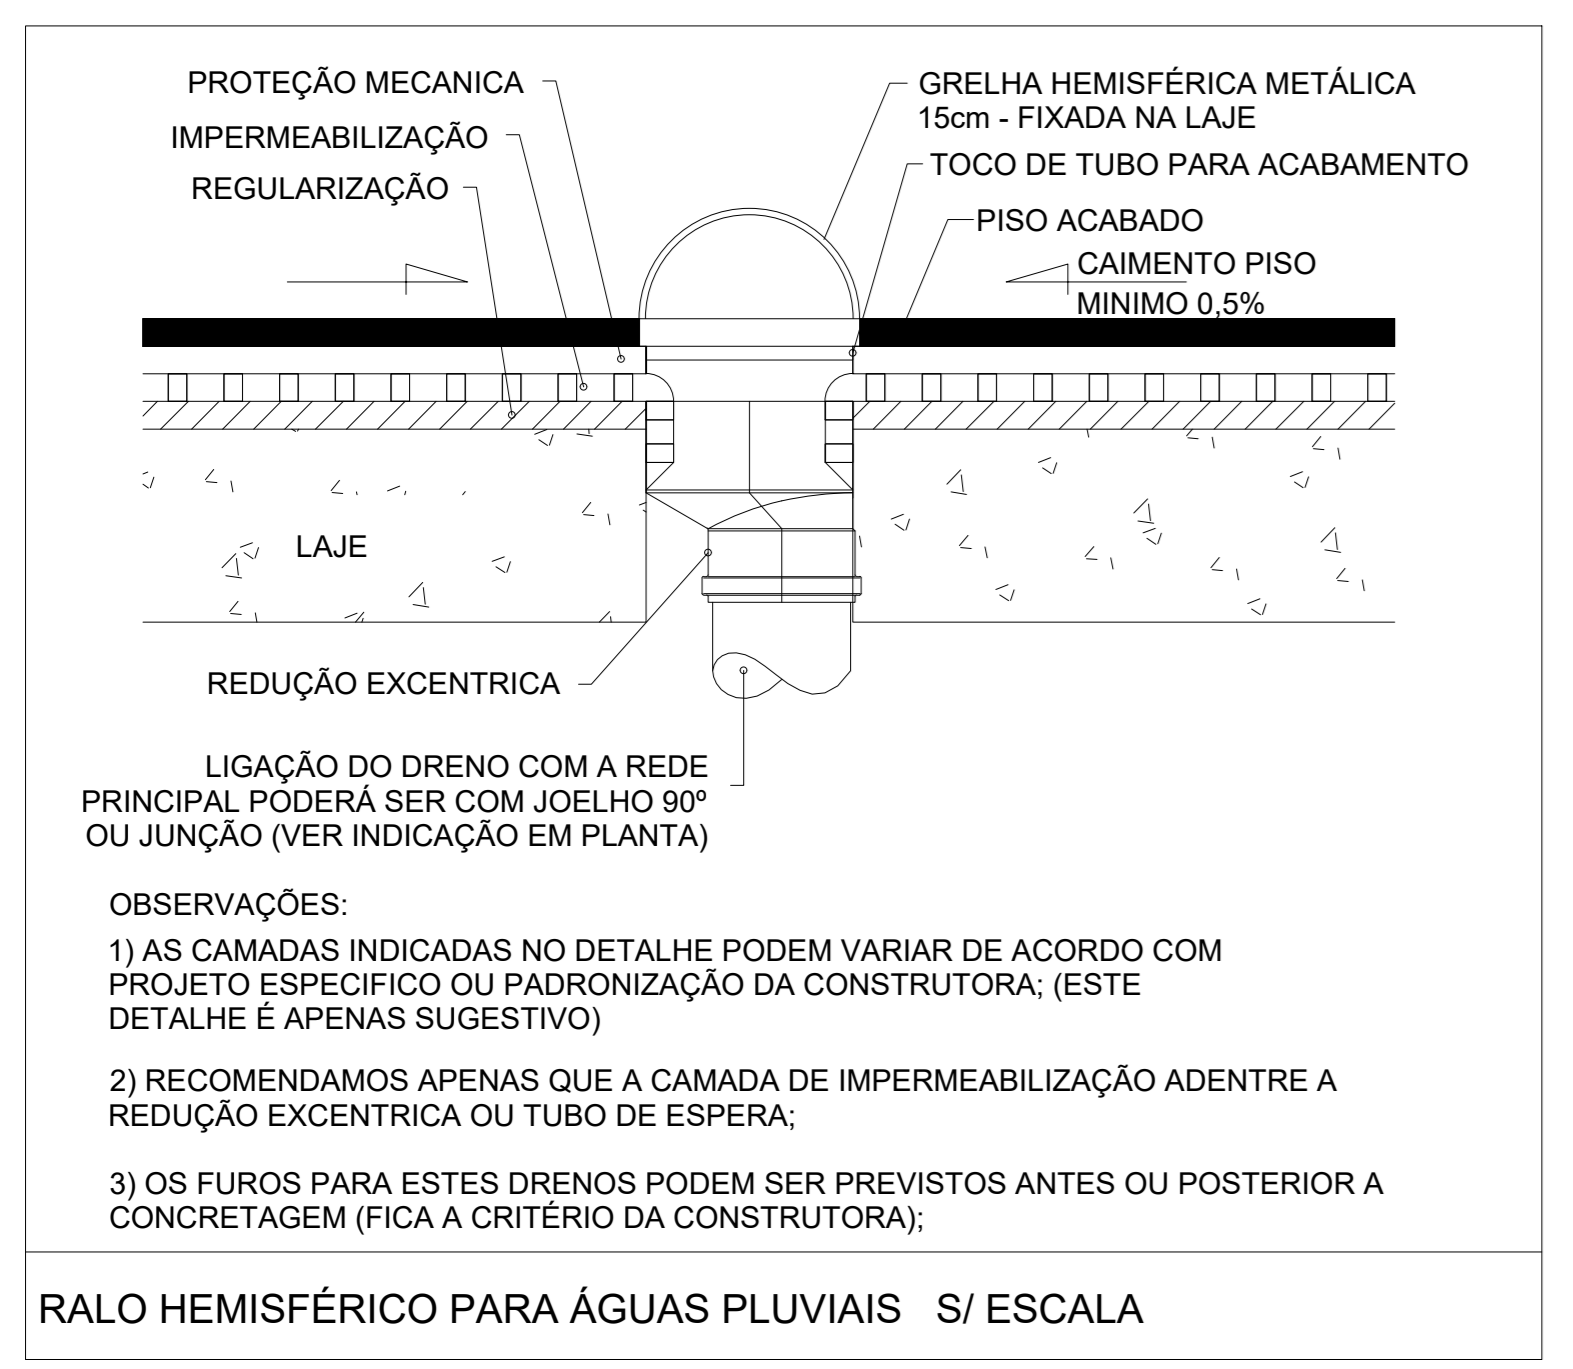 PROTEÇÃO MECANICA
IMPERMEABILIZAÇÃO
REGULARIZAÇÃO
GRELHA HEMISFÉRICA METÁLICA
15cm - FIXADA NA LAJE
TOCO DE TUBO PARA ACABAMENTO
PISO ACABADO
CAIMENTO PISO
MINIMO 0,5%
LAJE
REDUÇÃO EXCENTRICA
LIGAÇÃO DO DRENO COM A REDE
PRINCIPAL PODERÁ SER COM JOELHO 90º
OU JUNÇÃO (VER INDICAÇÃO EM PLANTA)
OBSERVAÇÕES:
1) AS CAMADAS INDICADAS NO DETALHE PODEM VARIAR DE ACORDO COM
PROJETO ESPECIFICO OU PADRONIZAÇÃO DA CONSTRUTORA; (ESTE
DETALHE É APENAS SUGESTIVO)
2) RECOMENDAMOS APENAS QUE A CAMADA DE IMPERMEABILIZAÇÃO ADENTRE A
REDUÇÃO EXCENTRICA OU TUBO DE ESPERA;
3) OS FUROS PARA ESTES DRENOS PODEM SER PREVISTOS ANTES OU POSTERIOR A
CONCRETAGEM (FICA A CRITÉRIO DA CONSTRUTORA);
RALO HEMISFÉRICO PARA ÁGUAS PLUVIAIS S/ ESCALA